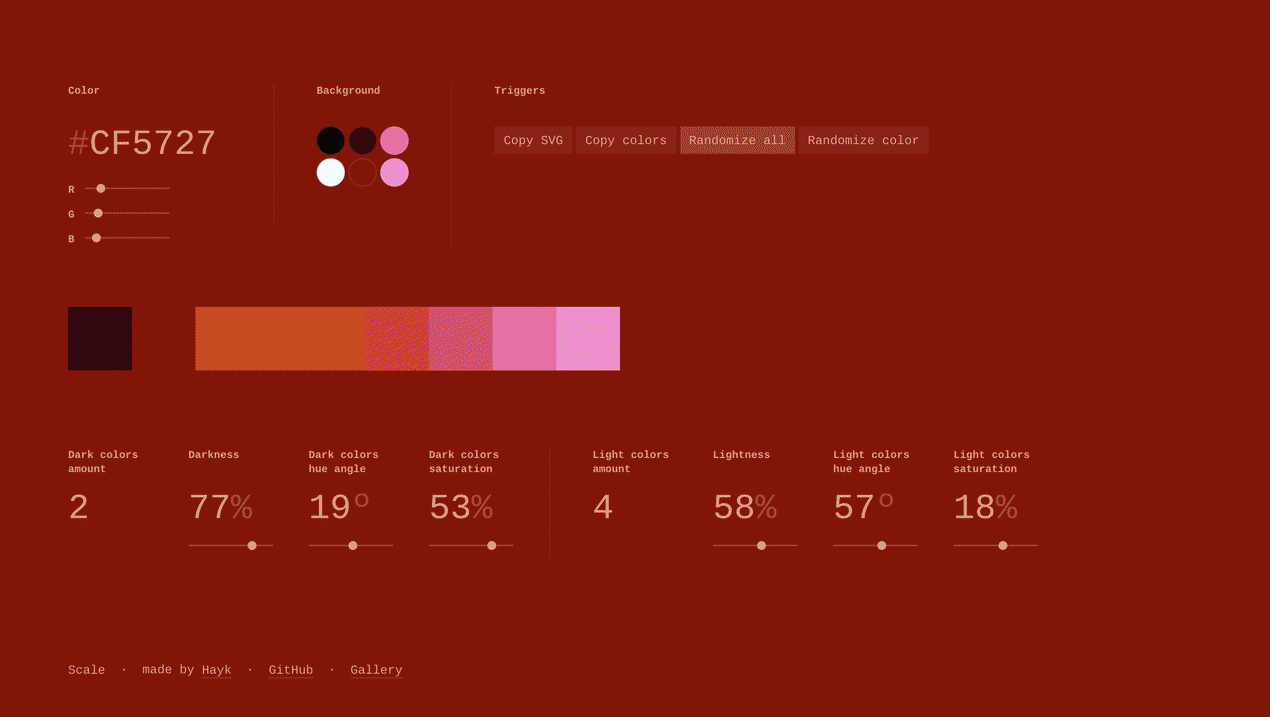 Color
Background
Triggers
#CF5727
Copy SVG
Copy colors
Randomize all
Randomize color
R
G
B
Dark colors
amount
Darkness
Dark colors
hue angle
Dark colors
saturation
Light colors
amount
Lightness
Light colors
hue angle
Light colors
saturation
2
77%
19º
53%
4
58%
57º
18%
Scale · made by Hayk · GitHub · Gallery